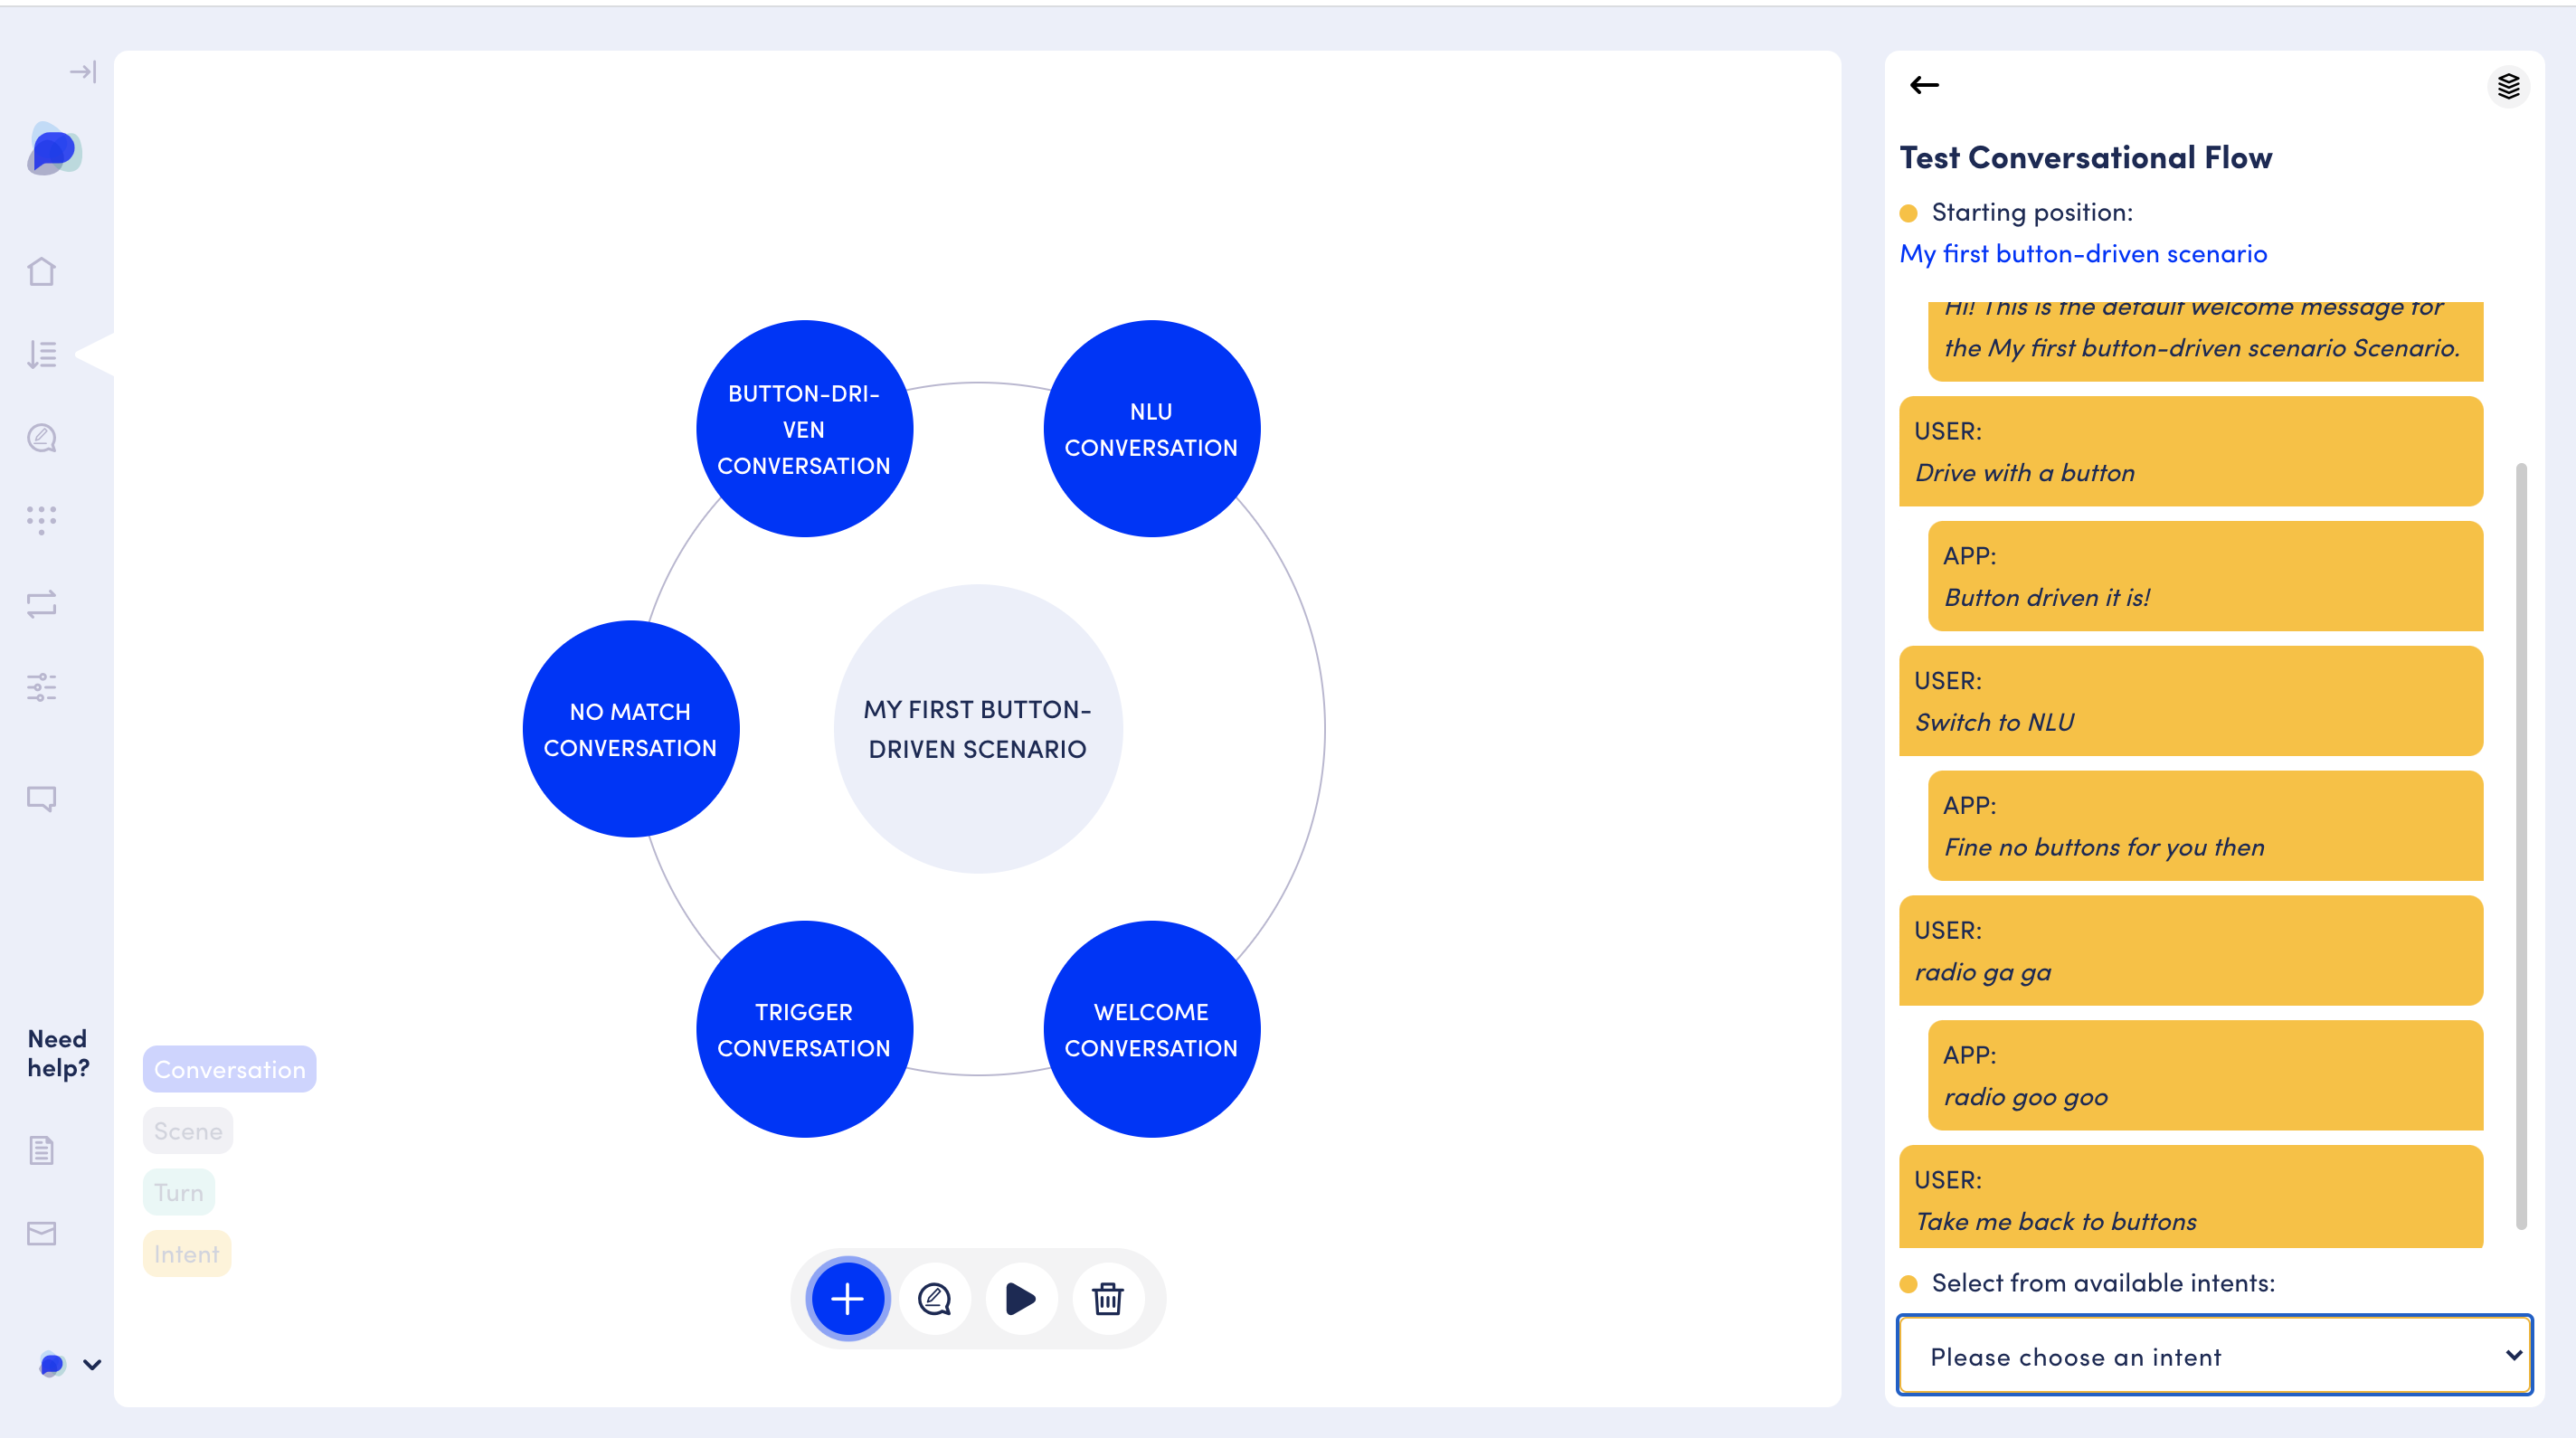 Need
help?
BUTTON-DRI-
VEN
CONVERSATION
NLU
CONVERSATION
NO MATCH
CONVERSATION
MY FIRST BUTTON-
DRIVEN SCENARIO
TRIGGER
CONVERSATION
WELCOME
CONVERSATION
Conversation
Scene
Turn
Intent
Test Conversational Flow
Starting position:
My first button-driven scenario
Hi! This is the default welcome message for
the My first button-driven scenario Scenario.
USER:
Drive with a button
APP:
Button driven it is!
USER:
Switch to NLU
APP:
Fine no buttons for you then
USER:
radio ga ga
APP:
radio goo goo
USER:
Take me back to buttons
Select from available intents:
Please choose an intent